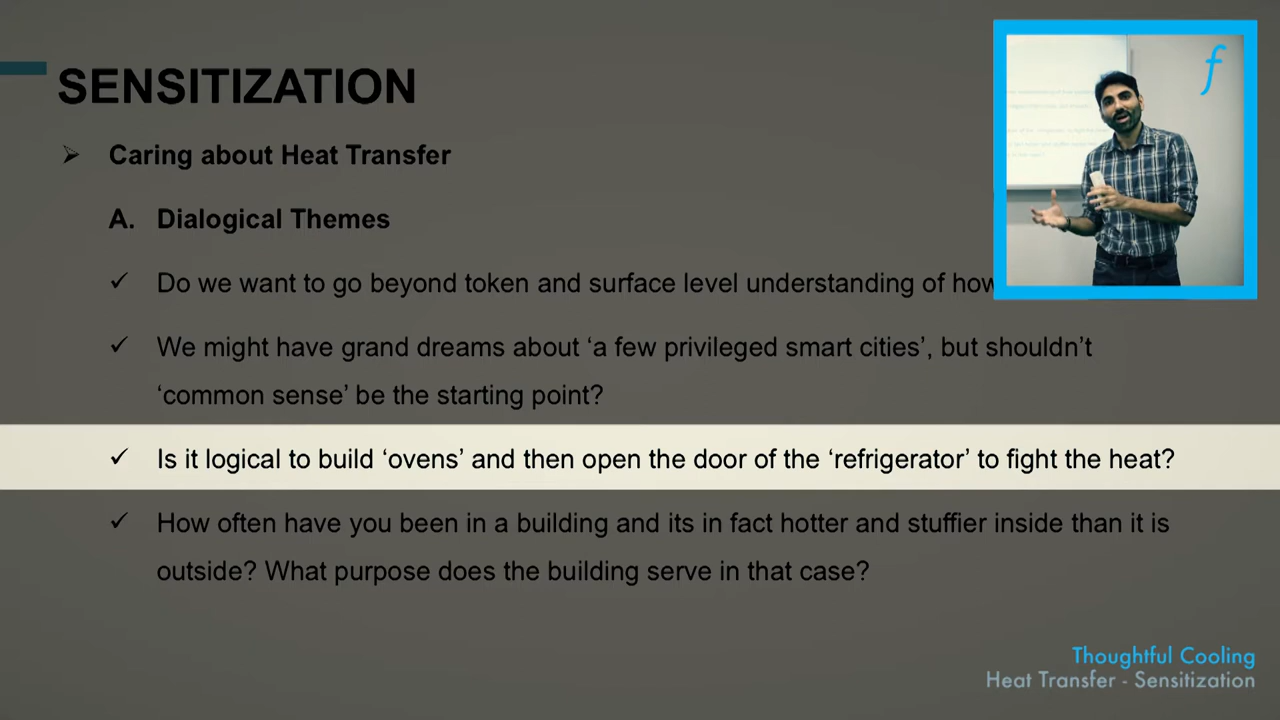 SENSITIZATION
Caring about Heat Transfer
A. Dialogical Themes
Do we want to go beyond token and surface level understanding of how
We might have grand dreams about ‘a few privileged smart cities’, but shouldn’t
‘common sense’ be the starting point?
Is it logical to build ‘ovens’ and then open the door of the ‘refrigerator’ to fight the heat?
How often have you been in a building and its in fact hotter and stuffier inside than it is
outside? What purpose does the building serve in that case?
f
Thoughtful Cooling
Heat Transfer - Sensitization